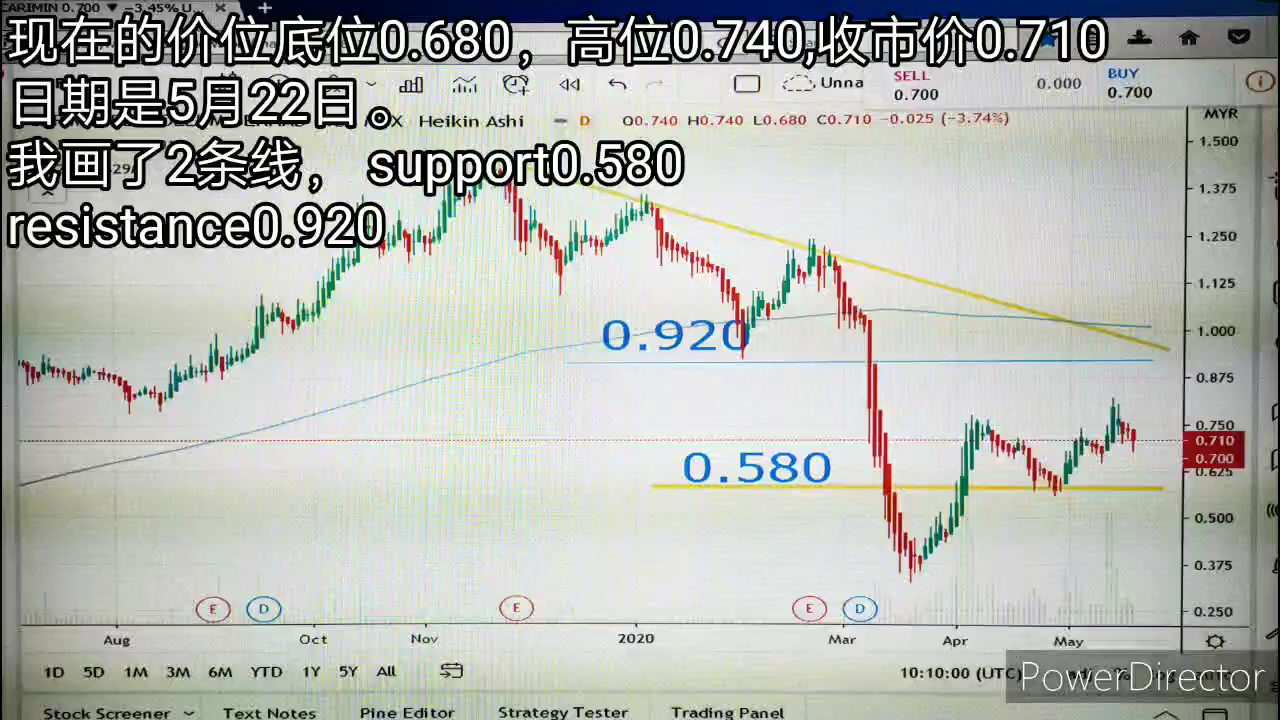 CARIMIN 0.700 ▼ −3.45% U...
现在的价位底位0.680，高位0.740,收市价0.710
日期是5月22日。
我画了2条线， support0.580
resistance0.920
Unna
SELL
0.700
0.000
BUY
0.700
Heikin Ashi
D
O0.740 H0.740 L0.680 C0.710 −0.025 (−3.74%)
MYR
1.500
1.375
1.250
1.125
1.000
0.920
0.875
0.750
0.710
0.700
0.625
0.580
0.500
0.375
0.250
E D E E D
Aug Oct Nov 2020 Mar Apr May
1D 5D 1M 3M 6M YTD 1Y 5Y All
10:10:00 (UTC)
PowerDirector
Stock Screener Text Notes Pine Editor Strategy Tester Trading Panel